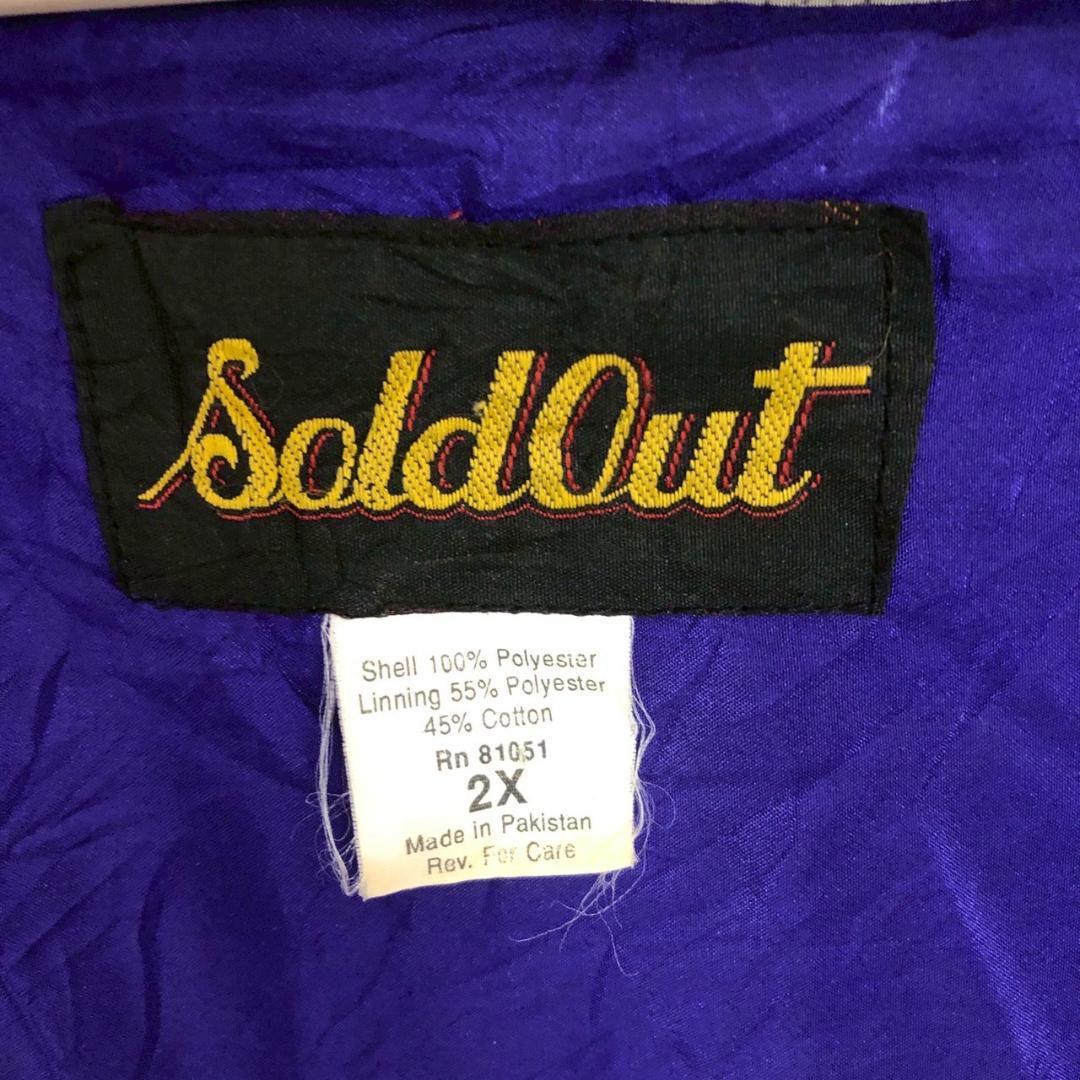 SoldOut
Shell 100% Polyester
Linning 55% Polyester
45% Cotton
Rn 81051
2X
Made in Pakistan
Rev. For Care